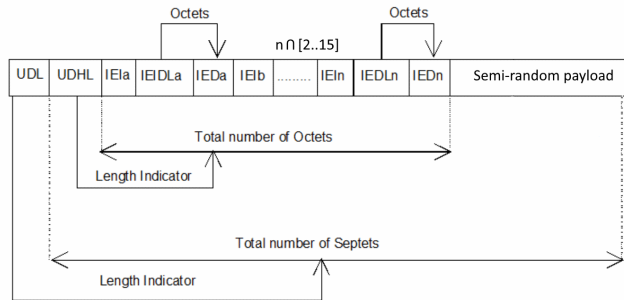 Octets Octets
n ∩ [2..15]
UDL UDHL IEIa IEIDLa IEDa IEIb ......... IEIn IEDLn IEDn Semi-random payload
Total number of Octets
Length Indicator
Total number of Septets
Length Indicator